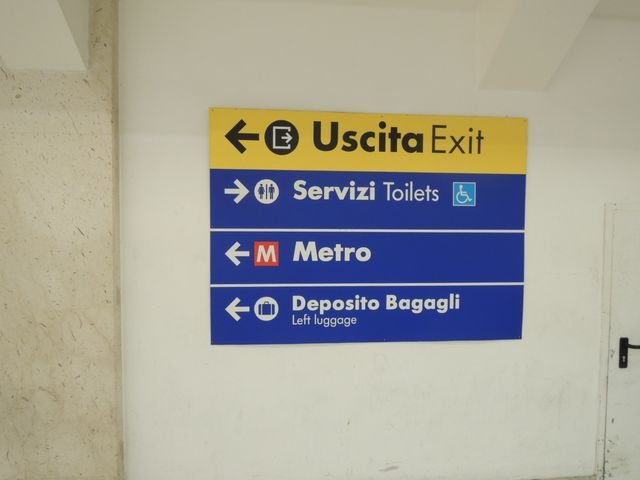 Uscita Exit
Servizi Toilets
M Metro
Deposito Bagagli
Left luggage